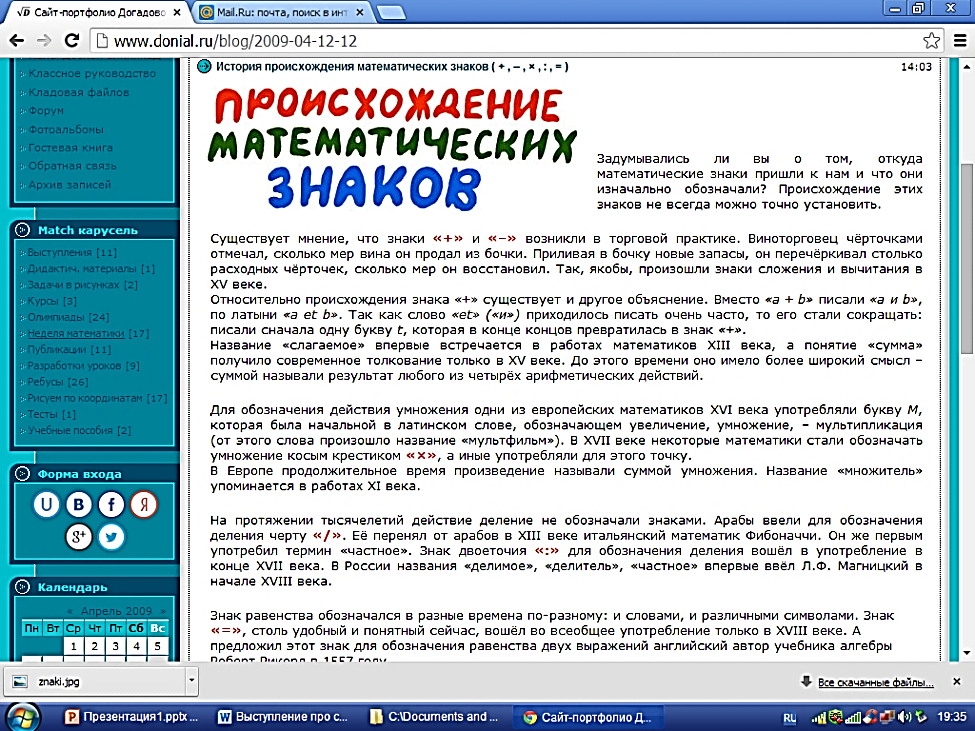 Сайт-портфолио Догадово
Mail.Ru: почта, поиск в инт
www.donial.ru/blog/2009-04-12-12
Классное руководство
Кладовая файлов
Форум
Фотоальбомы
Гостевая книга
Обратная связь
Архив записей
Match карусель
Выступления [11]
Дидактич. материалы [1]
Задачи в рисунках [2]
Курсы [3]
Олимпиады [24]
Неделя математики [17]
Публикации [11]
Разработки уроков [9]
Ребусы [26]
Рисуем по координатам [17]
Тесты [1]
Учебные пособия [2]
Форма входа
Календарь
« Апрель 2009 »
Пн Вт Ср Чт Пт Сб Вс
1 2 3 4 5
История происхождения математических знаков ( + , – , × , : , = ) 14:03
ПРОИСХОЖДЕНИЕ
МАТЕМАТИЧЕСКИХ
ЗНАКОВ
Задумывались ли вы о том, откуда
математические знаки пришли к нам и что они
изначально обозначали? Происхождение этих
знаков не всегда можно точно установить.
Существует мнение, что знаки «+» и «–» возникли в торговой практике. Виноторговец чёрточками
отмечал, сколько мер вина он продал из бочки. Приливая в бочку новые запасы, он перечёркивал столько
расходных чёрточек, сколько мер он восстановил. Так, якобы, произошли знаки сложения и вычитания в
XV веке.
Относительно происхождения знака «+» существует и другое объяснение. Вместо «a + b» писали «a и b»,
по латыни «a et b». Так как слово «et» («и») приходилось писать очень часто, то его стали сокращать:
писали сначала одну букву t, которая в конце концов превратилась в знак «+».
Название «слагаемое» впервые встречается в работах математиков XIII века, а понятие «сумма»
получило современное толкование только в XV веке. До этого времени оно имело более широкий смысл –
суммой называли результат любого из четырёх арифметических действий.
Для обозначения действия умножения одни из европейских математиков XVI века употребляли букву M,
которая была начальной в латинском слове, обозначающем увеличение, умножение, – мультипликация
(от этого слова произошло название «мультфильм»). В XVII веке некоторые математики стали обозначать
умножение косым крестиком «×», а иные употребляли для этого точку.
В Европе продолжительное время произведение называли суммой умножения. Название «множитель»
упоминается в работах XI века.
На протяжении тысячелетий действие деление не обозначали знаками. Арабы ввели для обозначения
деления черту «/». Её перенял от арабов в XIII веке итальянский математик Фибоначчи. Он же первым
употребил термин «частное». Знак двоеточия «:» для обозначения деления вошёл в употребление в
конце XVII века. В России названия «делимое», «делитель», «частное» впервые ввёл Л.Ф. Магницкий в
начале XVIII века.
Знак равенства обозначался в разные времена по-разному: и словами, и различными символами. Знак
«=», столь удобный и понятный сейчас, вошёл во всеобщее употребление только в XVIII веке. А
предложил этот знак для обозначения равенства двух выражений английский автор учебника алгебры
Роберт Рикорд в 1557 году.
znaki.jpg
Все скачанные файлы...
Презентация1.pptx ...
Выступление про с...
C:\Documents and ...
Сайт-портфолио Д...
RL
19:35